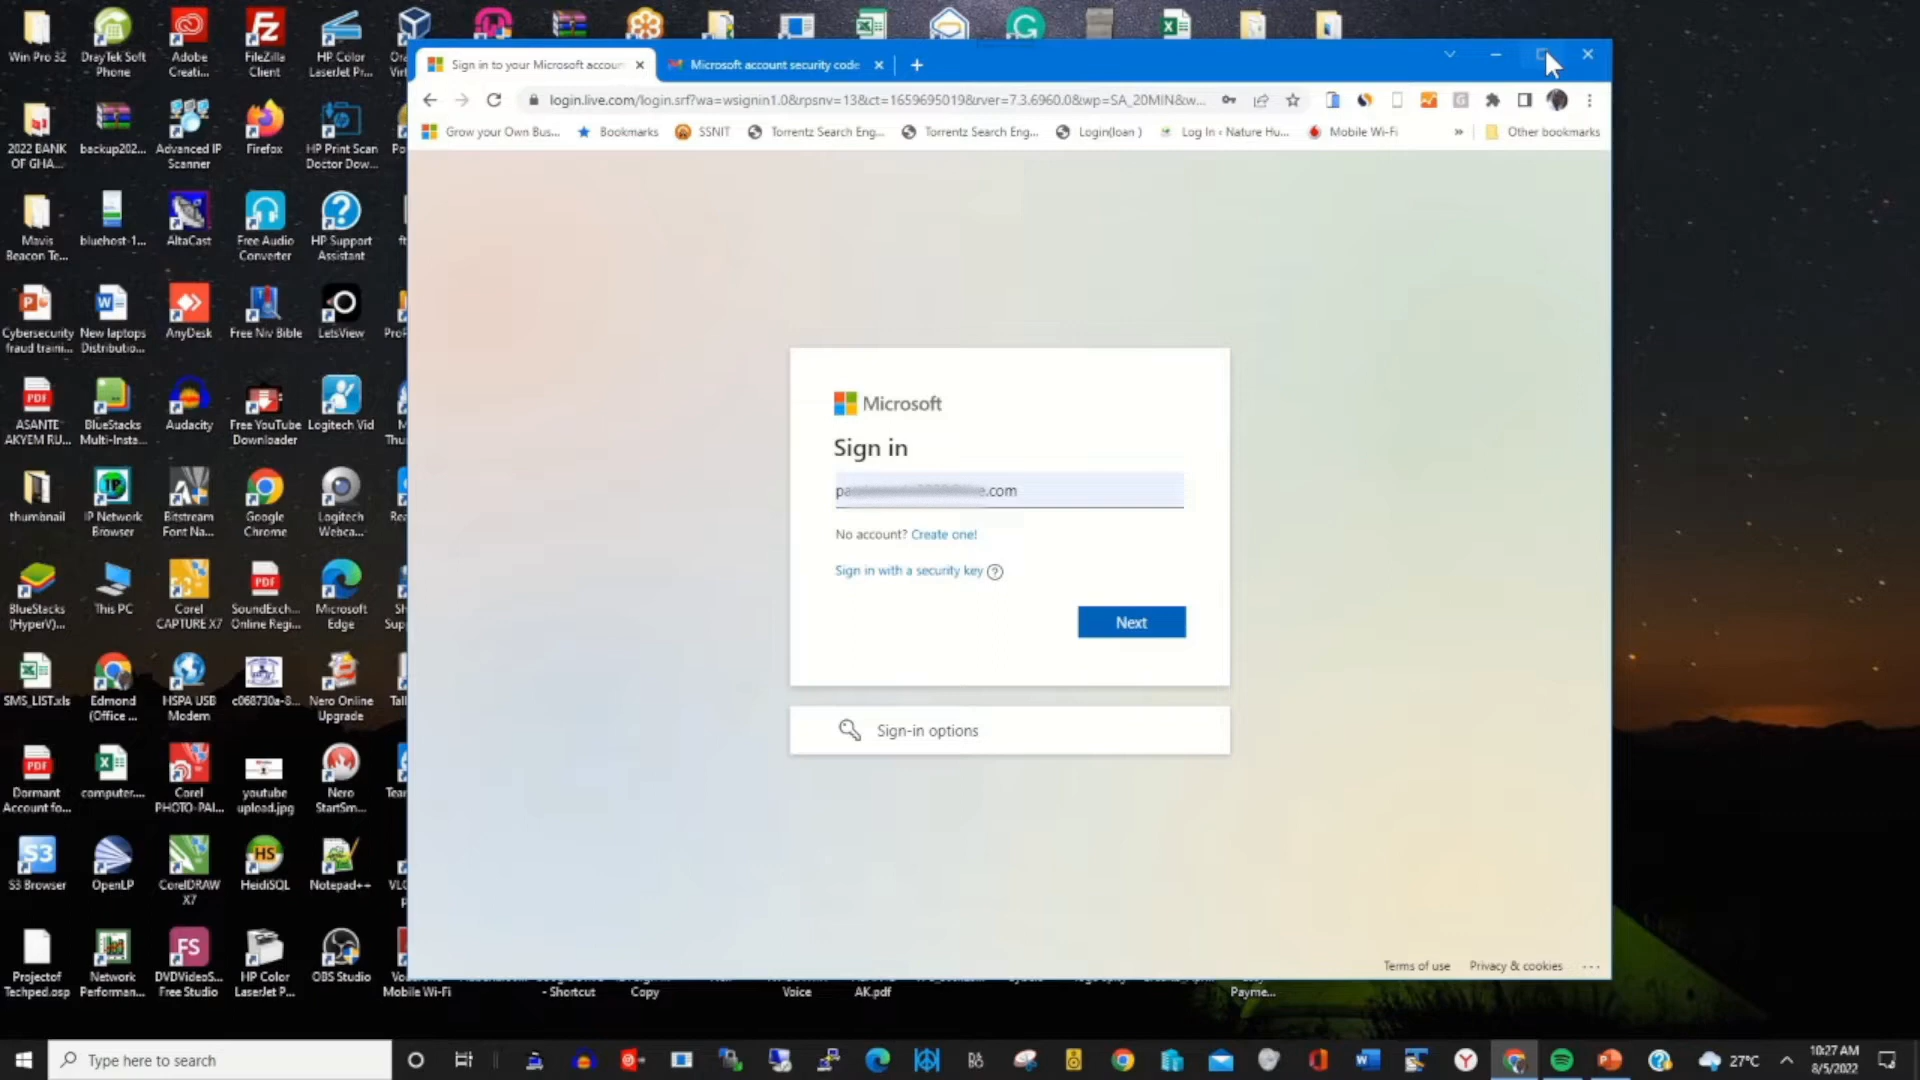 Win Pro 32
DrayTek Soft
Phone
Adobe
Creati...
FileZilla
Client
HP Color
LaserJet Pr...
2022 BANK
OF GHA...
backup202...
Advanced IP
Scanner
Firefox
HP Print Scan
Doctor Dow...
Mavis
Beacon Te...
bluehost-1...
AltaCast
Free Audio
Converter
HP Support
Assistant
Cybersecurity
fraud traini...
New laptops
Distributio...
AnyDesk
Free Niv Bible
LetsView
ASANTE
AKYEM RU...
BlueStacks
Multi-Insta...
Audacity
Free YouTube
Downloader
Logitech Vid
thumbnail
IP Network
Browser
Bitstream
Font Na...
Google
Chrome
Logitech
Webca...
BlueStacks
(HyperV)...
This PC
Corel
CAPTURE X7
SoundExch...
Online Regi...
Microsoft
Edge
SMS_LIST.xls
Edmond
(Office ...
HSPA USB
Modem
c068730a-8...
Nero Online
Upgrade
Dormant
Account fo...
computer....
Corel
PHOTO-PAI...
youtube
upload.jpg
Nero
StartSm...
S3 Browser
OpenLP
CorelDRAW
X7
HeidiSQL
Notepad++
Projectof
Techped.osp
Network
Performan...
DVDVideoS...
Free Studio
HP Color
LaserJet P...
OBS Studio
Mobile Wi-Fi
- Shortcut
Copy
Voice
AK.pdf
Payme...
Sign in to your Microsoft accoun
Microsoft account security code
login.live.com/login.srf?wa=wsignin1.0&rpsnv=13&ct=1659695019&rver=7.3.6960.0&wp=SA_20MIN&w...
Grow your Own Bus...
Bookmarks
SSNIT
Torrentz Search Eng...
Torrentz Search Eng...
Login(loan )
Log In ‹ Nature Hu...
Mobile Wi-Fi
»
Other bookmarks
Microsoft
Sign in
.com
No account? Create one!
Sign in with a security key
Next
Sign-in options
Terms of use
Privacy & cookies
Type here to search
27°C
10:27 AM
8/5/2022